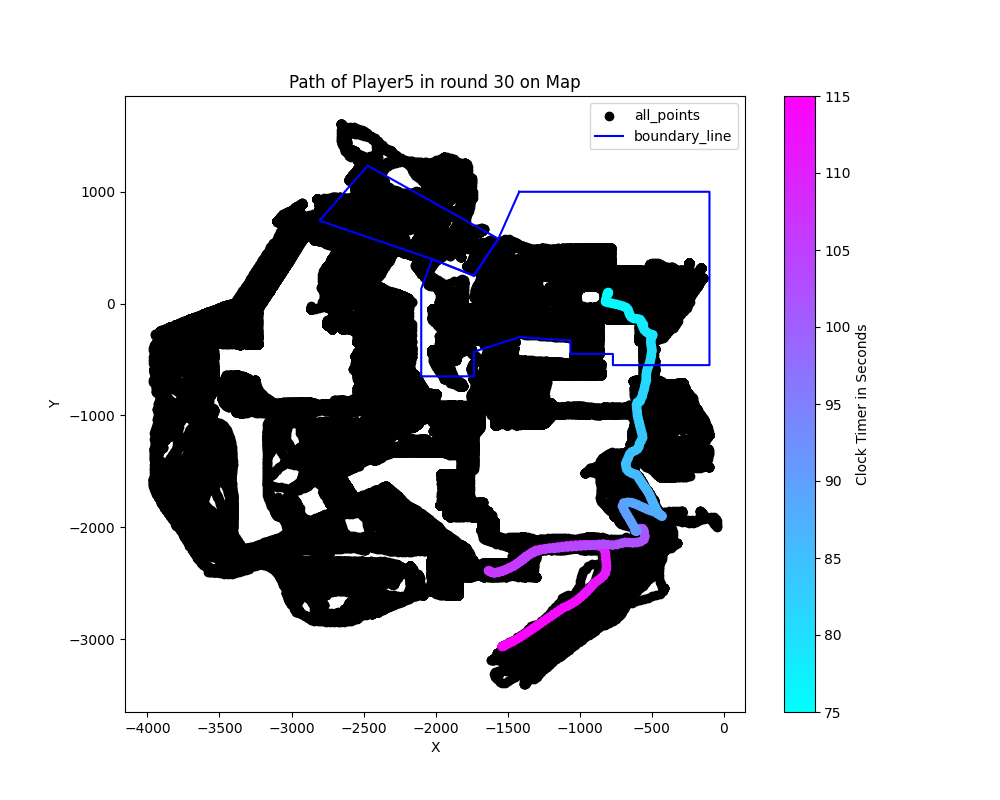 Path of Player5 in round 30 on Map
all_points
boundary_line
1000
0
−1000
−2000
−3000
Y
−4000 −3500 −3000 −2500 −2000 −1500 −1000 −500 0
X
115
110
105
100
95
90
85
80
75
Clock Timer in Seconds